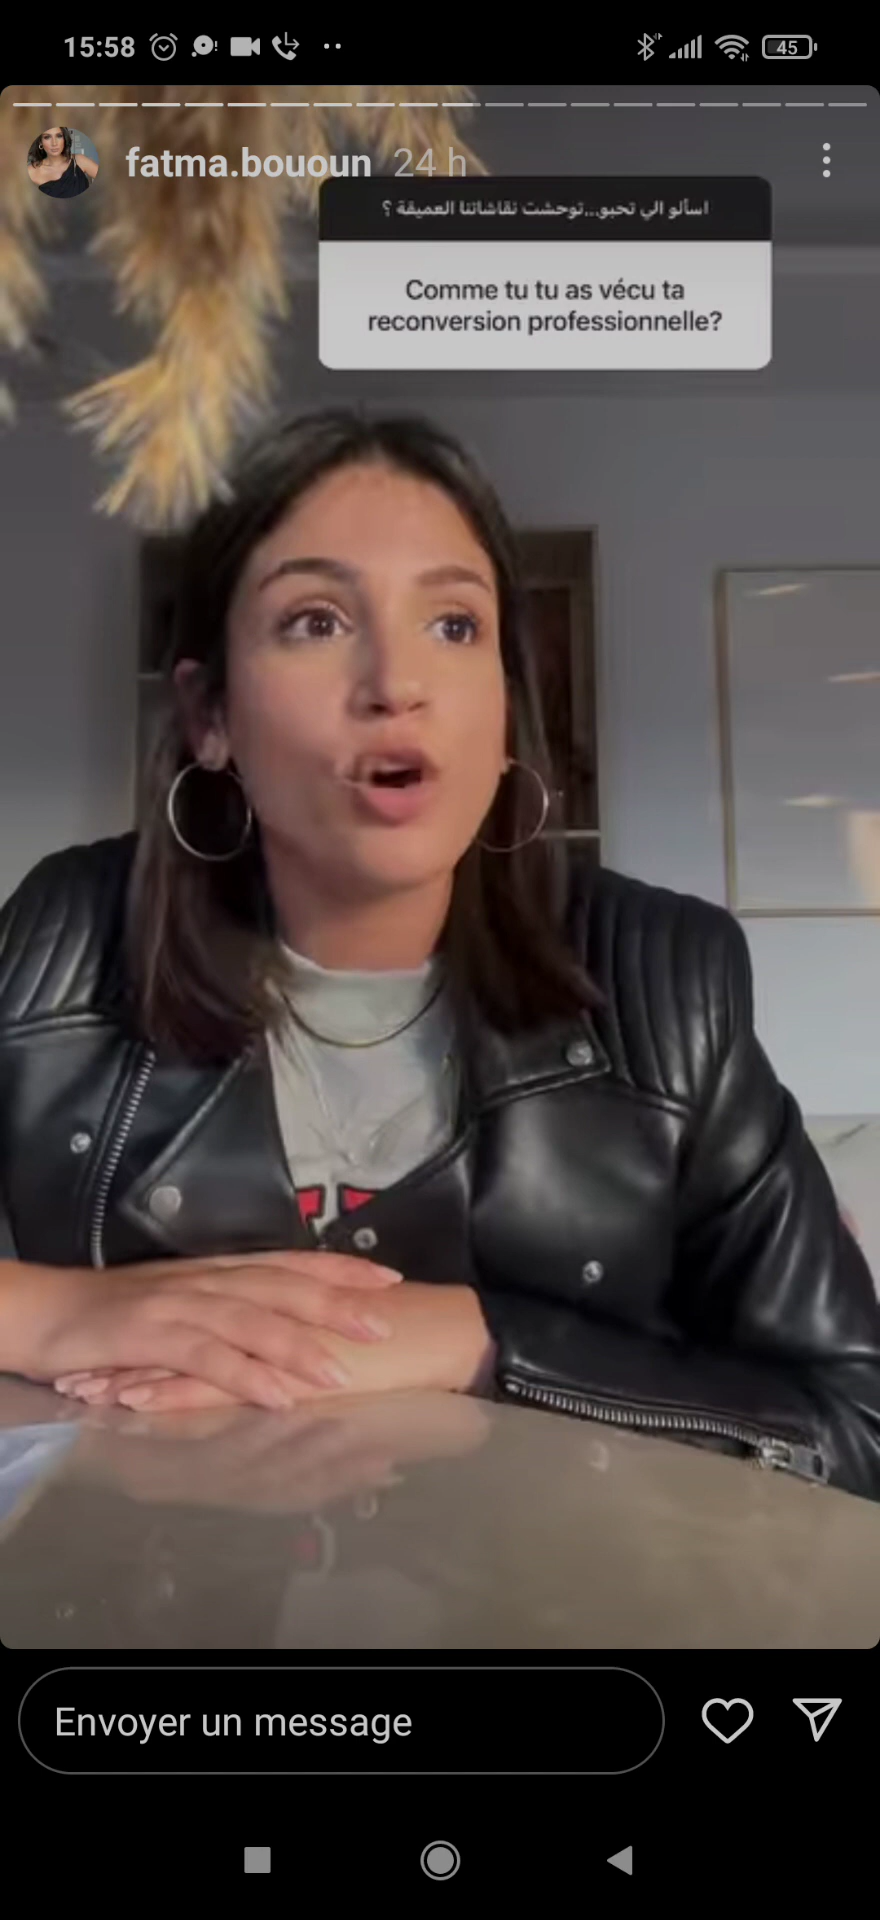 15:58
45
fatma.bououn 24 h
اسألو الي تحبو...توحشت نقاشاتنا العميقة ؟
Comme tu tu as vécu ta
reconversion professionnelle?
Envoyer un message